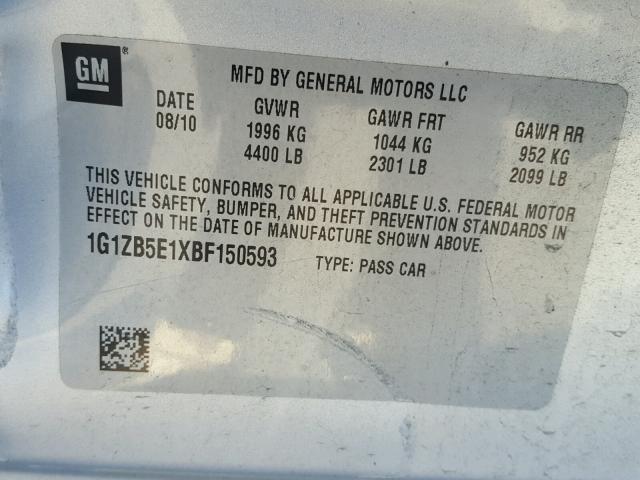 GM®
MFD BY GENERAL MOTORS LLC
DATE GVWR GAWR FRT GAWR RR
08/10 1996 KG 1044 KG 952 KG
4400 LB 2301 LB 2099 LB
THIS VEHICLE CONFORMS TO ALL APPLICABLE U.S. FEDERAL MOTOR
VEHICLE SAFETY, BUMPER, AND THEFT PREVENTION STANDARDS IN
EFFECT ON THE DATE OF MANUFACTURE SHOWN ABOVE.
1G1ZB5E1XBF150593 TYPE: PASS CAR